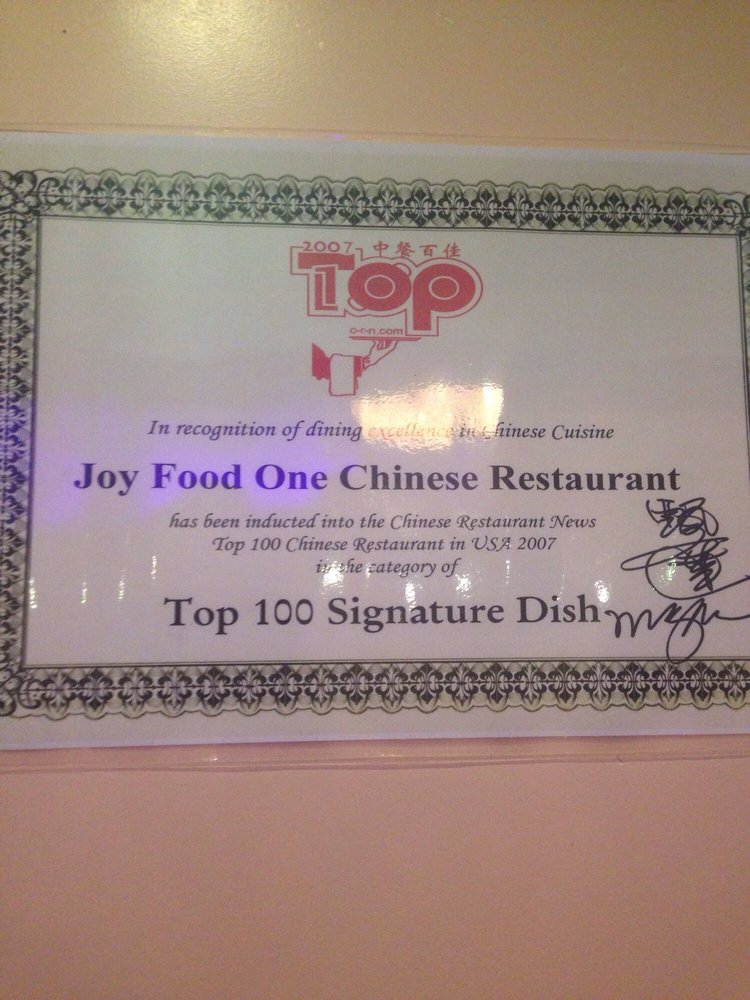 2007 中餐百佳
Top 100
c-r-n.com
In recognition of dining excellence in Chinese Cuisine
Joy Food One Chinese Restaurant
has been inducted into the Chinese Restaurant News
Top 100 Chinese Restaurant in USA 2007
in the category of
Top 100 Signature Dish